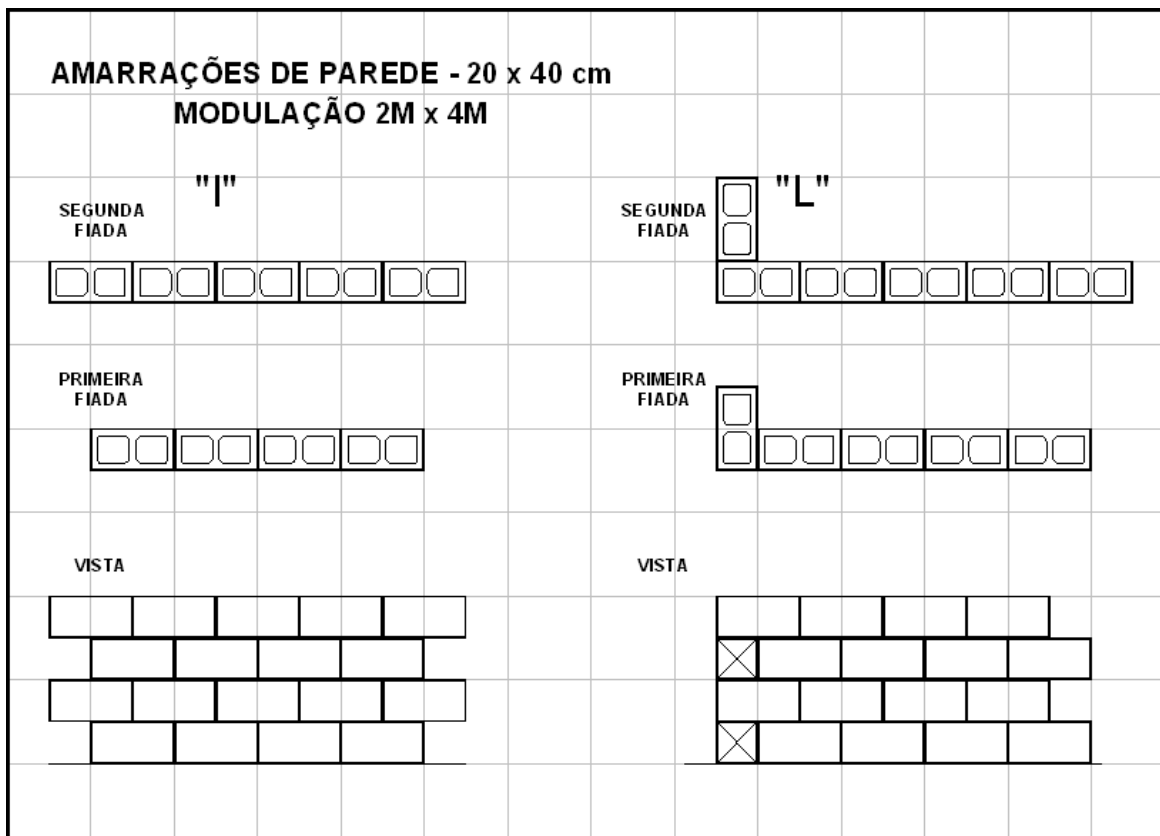 AMARRAÇÕES DE PAREDE - 20 x 40 cm
MODULAÇÃO 2M x 4M
"I"
SEGUNDA
FIADA
PRIMEIRA
FIADA
VISTA
"L"
SEGUNDA
FIADA
PRIMEIRA
FIADA
VISTA